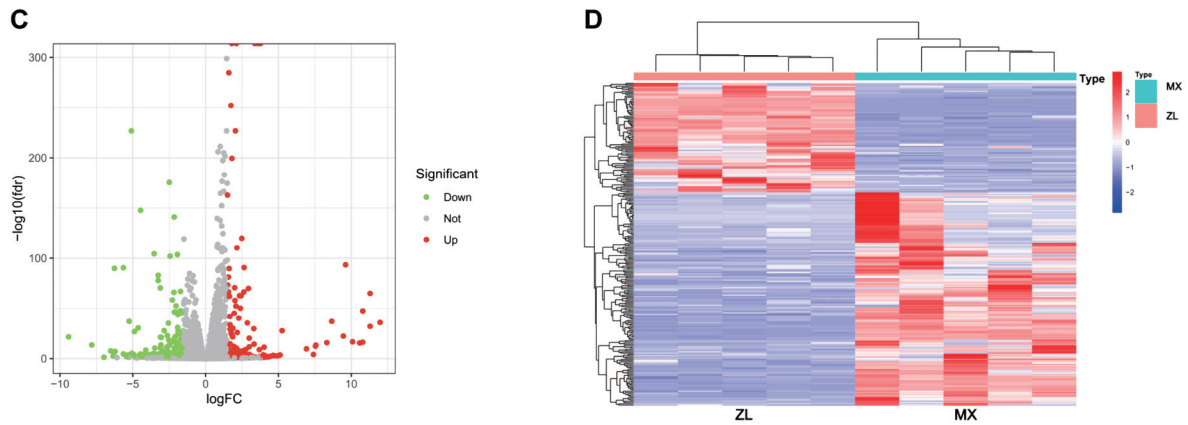 C
300
200
100
0
−10
−5
0
5
10
−log10(fdr)
logFC
Significant
Down
Not
Up
D
Type
2
1
0
−1
−2
Type
MX
ZL
ZL
MX